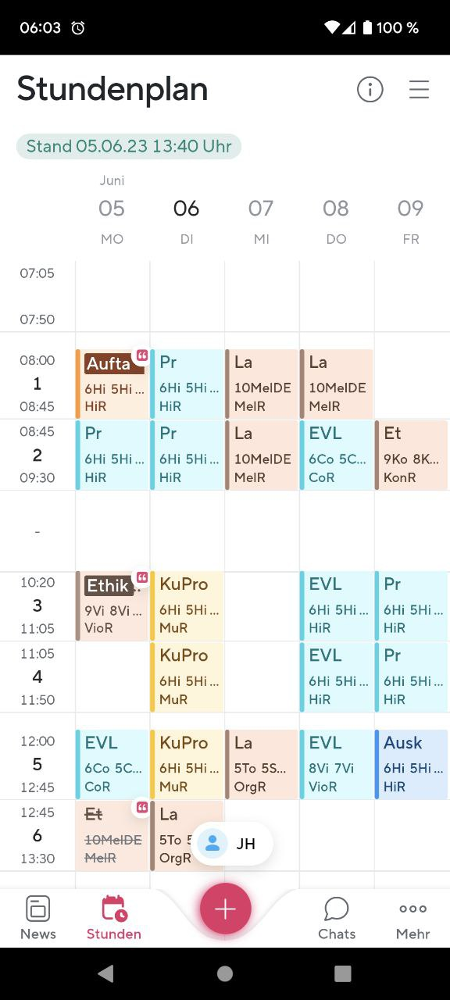 06:03
100 %
Stundenplan
Stand 05.06.23 13:40 Uhr
Juni
05 06 07 08 09
MO DI MI DO FR
07:05
07:50
08:00
1
08:45
Aufta
6Hi 5Hi ...
HiR
Pr
6Hi 5Hi ...
HiR
La
10MelDE
MelR
La
10MelDE
MelR
08:45
2
09:30
Pr
6Hi 5Hi ...
HiR
Pr
6Hi 5Hi ...
HiR
La
10MelDE
MelR
EVL
6Co 5C...
CoR
Et
9Ko 8K...
KonR
-
10:20
3
11:05
Ethik ..
9Vi 8Vi ...
VioR
KuPro
6Hi 5Hi ...
MuR
EVL
6Hi 5Hi ...
HiR
Pr
6Hi 5Hi ...
HiR
11:05
4
11:50
KuPro
6Hi 5Hi ...
MuR
EVL
6Hi 5Hi ...
HiR
Pr
6Hi 5Hi ...
HiR
12:00
5
12:45
EVL
6Co 5C...
CoR
KuPro
6Hi 5Hi ...
MuR
La
5To 5S...
OrgR
EVL
8Vi 7Vi
VioR
Ausk
6Hi 5Hi ...
HiR
12:45
6
13:30
Et
10MelDE
MelR
La
5To 5
OrgR
JH
News
Stunden
Chats
Mehr